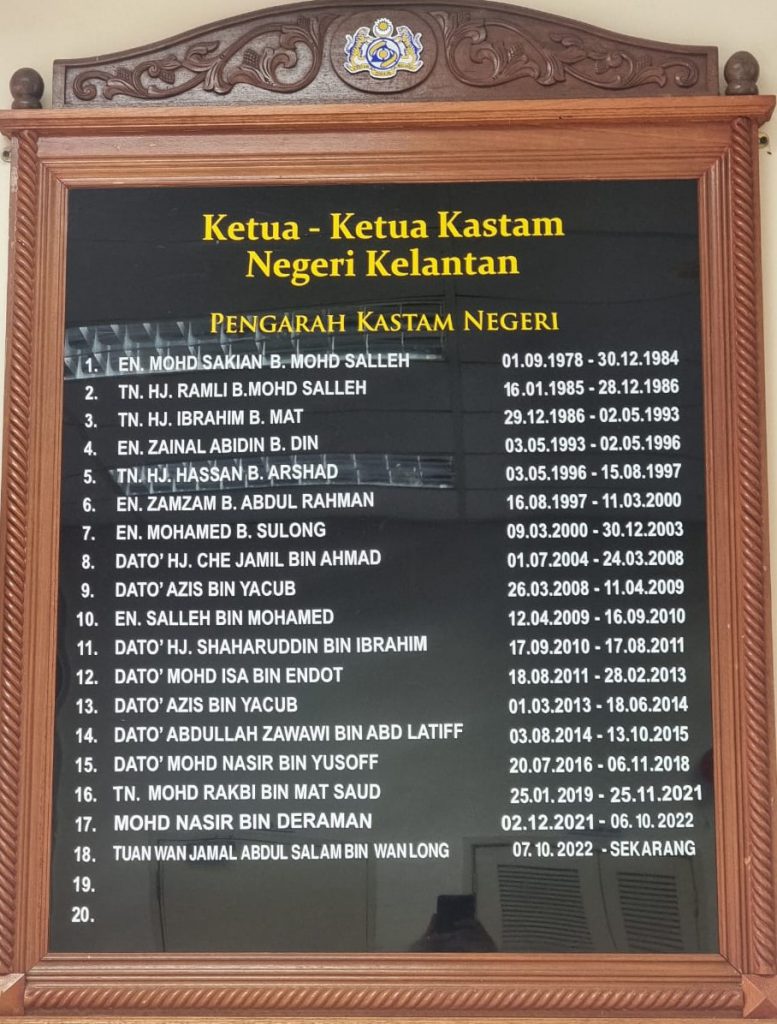 Ketua - Ketua Kastam
Negeri Kelantan
PENGARAH KASTAM NEGERI
1. EN. MOHD SAKIAN B. MOHD SALLEH 01.09.1978 - 30.12.1984
2. TN. HJ. RAMLI B.MOHD SALLEH 16.01.1985 - 28.12.1986
3. TN. HJ. IBRAHIM B. MAT 29.12.1986 - 02.05.1993
4. EN. ZAINAL ABIDIN B. DIN 03.05.1993 - 02.05.1996
5. TN. HJ. HASSAN B. ARSHAD 03.05.1996 - 15.08.1997
6. EN. ZAMZAM B. ABDUL RAHMAN 16.08.1997 - 11.03.2000
7. EN. MOHAMED B. SULONG 09.03.2000 - 30.12.2003
8. DATO' HJ. CHE JAMIL BIN AHMAD 01.07.2004 - 24.03.2008
9. DATO' AZIS BIN YACUB 26.03.2008 - 11.04.2009
10. EN. SALLEH BIN MOHAMED 12.04.2009 - 16.09.2010
11. DATO' HJ. SHAHARUDDIN BIN IBRAHIM 17.09.2010 - 17.08.2011
12. DATO' MOHD ISA BIN ENDOT 18.08.2011 - 28.02.2013
13. DATO' AZIS BIN YACUB 01.03.2013 - 18.06.2014
14. DATO' ABDULLAH ZAWAWI BIN ABD LATIFF 03.08.2014 - 13.10.2015
15. DATO' MOHD NASIR BIN YUSOFF 20.07.2016 - 06.11.2018
16. TN. MOHD RAKBI BIN MAT SAUD 25.01.2019 - 25.11.2021
17. MOHD NASIR BIN DERAMAN 02.12.2021 - 06.10.2022
18. TUAN WAN JAMAL ABDUL SALAM BIN WAN LONG 07.10.2022 - SEKARANG
19.
20.